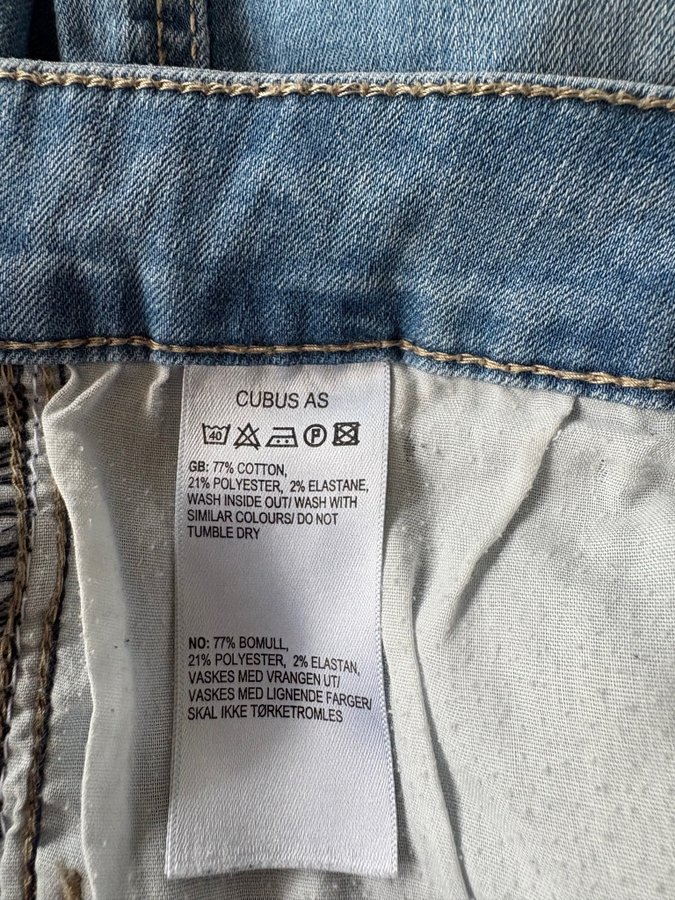 CUBUS AS
40 P
GB: 77% COTTON,
21% POLYESTER, 2% ELASTANE,
WASH INSIDE OUT/ WASH WITH
SIMILAR COLOURS/ DO NOT
TUMBLE DRY
NO: 77% BOMULL,
21% POLYESTER, 2% ELASTAN,
VASKES MED VRANGEN UT/
VASKES MED LIGNENDE FARGER/
SKAL IKKE TØRKETROMLES